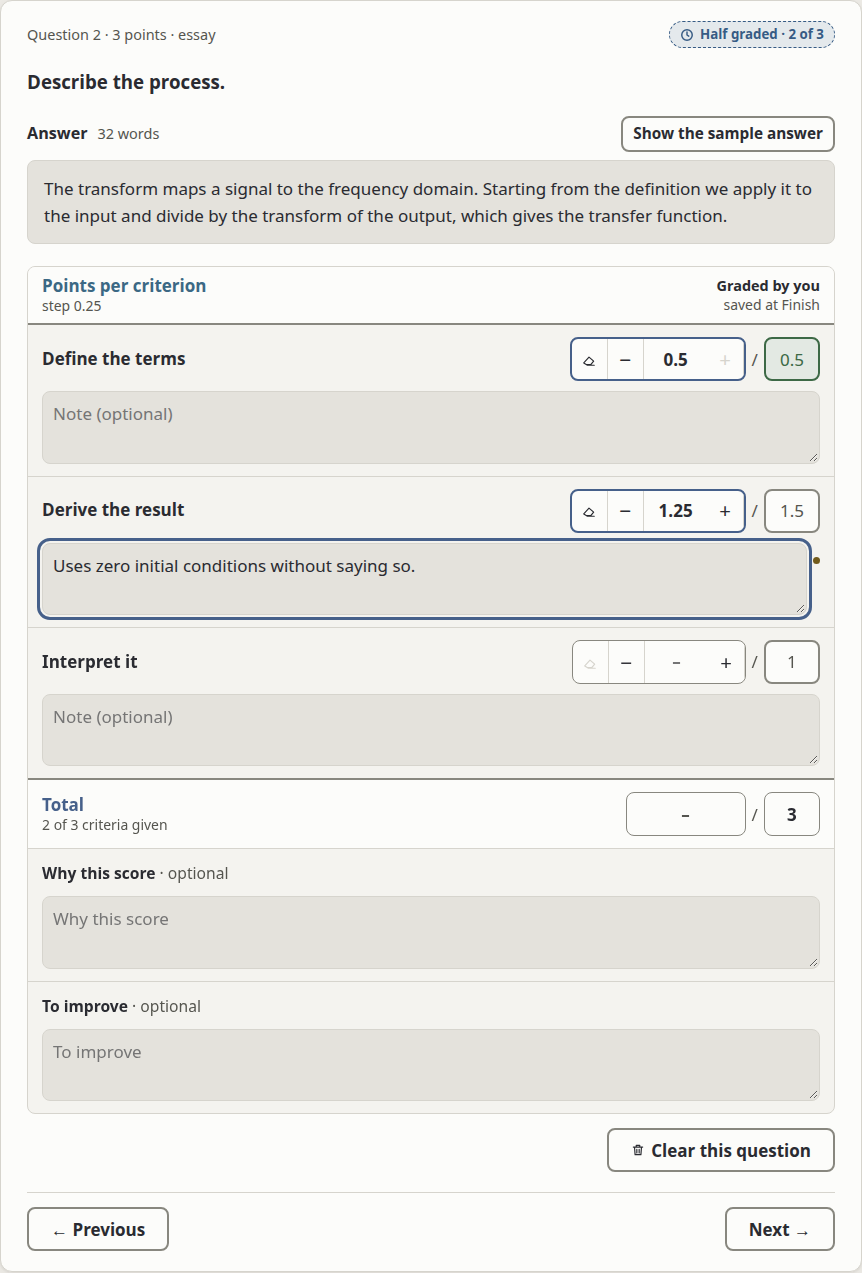 Question 2 · 3 points · essay
Half graded · 2 of 3
Describe the process.
Answer 32 words
Show the sample answer
The transform maps a signal to the frequency domain. Starting from the definition we apply it to
the input and divide by the transform of the output, which gives the transfer function.
Points per criterion
Graded by you
step 0.25
saved at Finish
Define the terms
− 0.5 + / 0.5
Note (optional)
Derive the result
− 1.25 + / 1.5
Uses zero initial conditions without saying so.
Interpret it
− – + / 1
Note (optional)
Total
– / 3
2 of 3 criteria given
Why this score · optional
Why this score
To improve · optional
To improve
Clear this question
← Previous
Next →